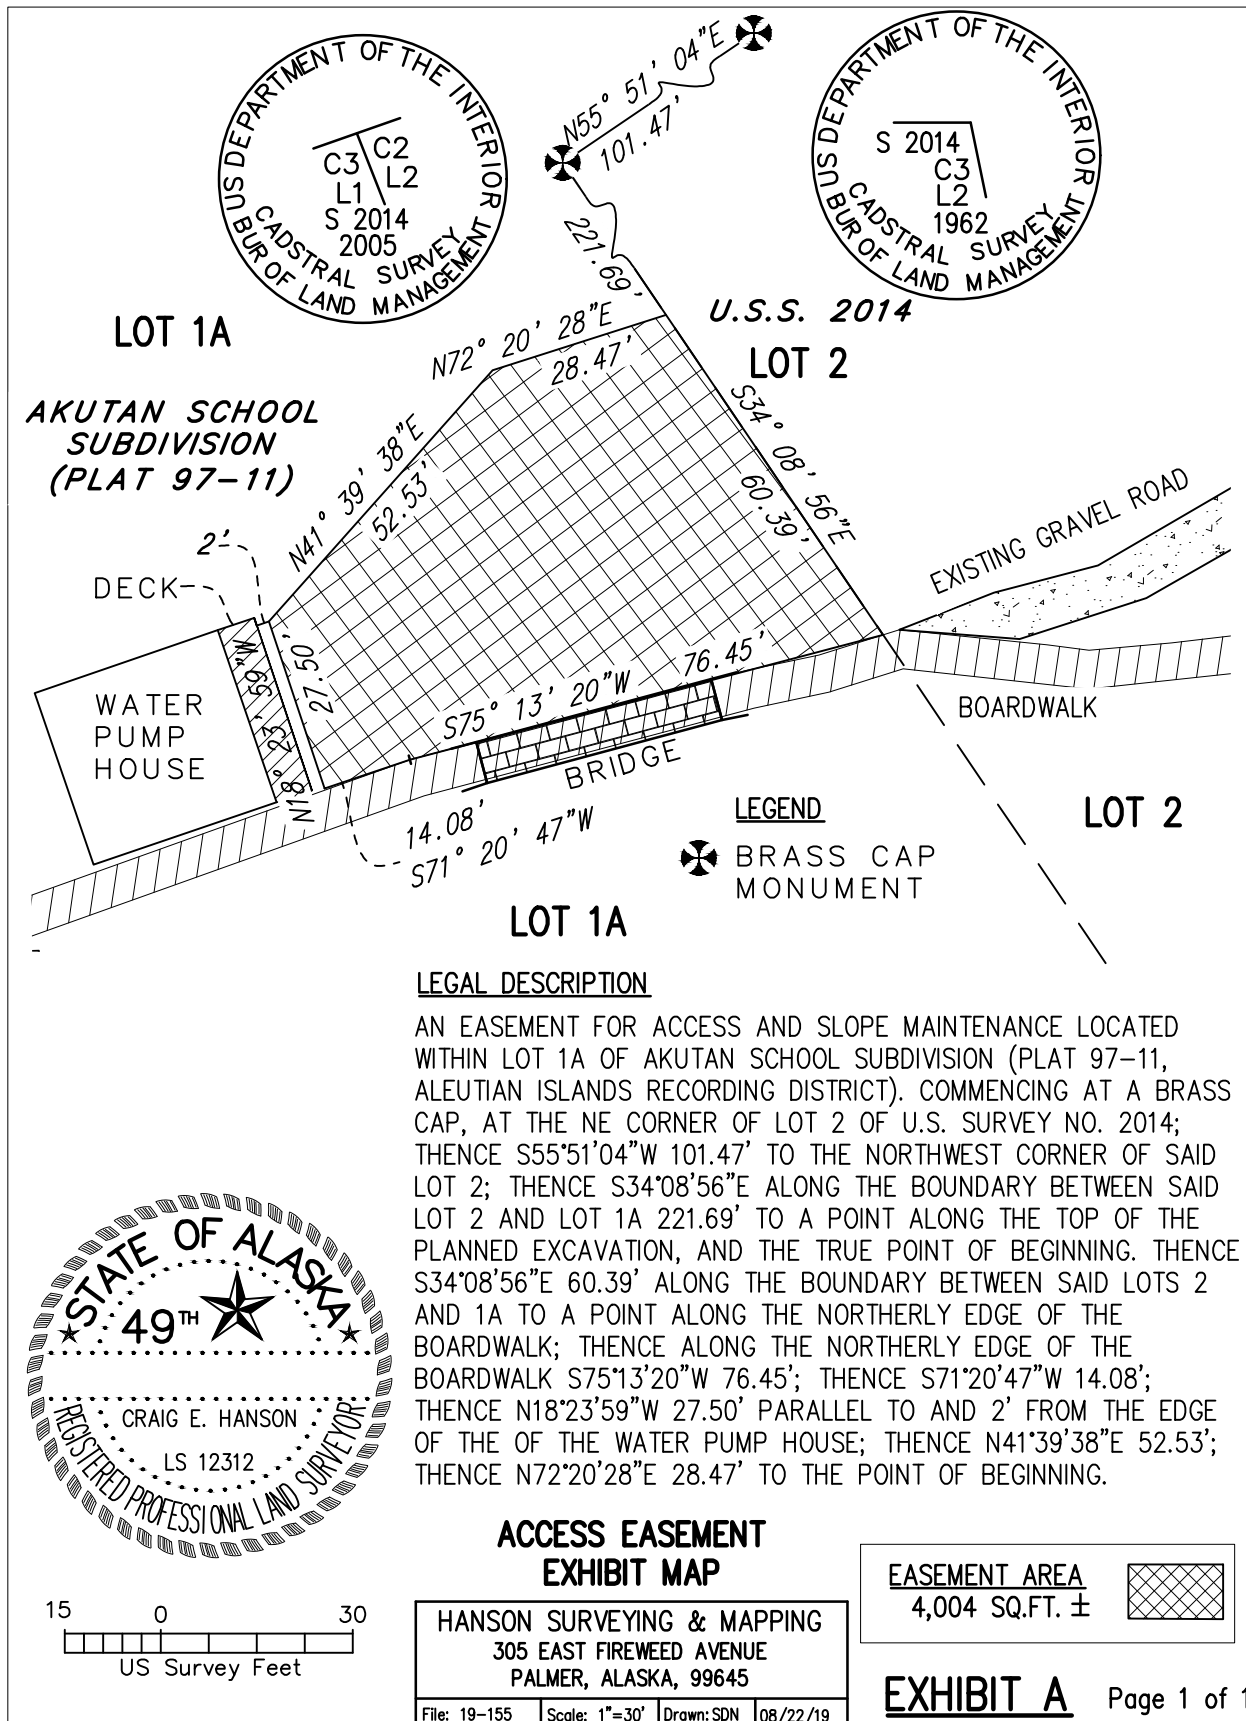 US DEPARTMENT OF THE INTERIOR
BUR OF LAND MANAGEMENT
CADSTRAL SURVEY
C3 C2
L1 L2
S 2014
2005
N55° 51' 04"E
101.47'
US DEPARTMENT OF THE INTERIOR
BUR OF LAND MANAGEMENT
CADSTRAL SURVEY
S 2014
C3
L2
1962
221.69'
U.S.S. 2014
LOT 1A
LOT 2
N72° 20' 28"E
28.47'
AKUTAN SCHOOL
SUBDIVISION
(PLAT 97-11)
N41° 39' 38"E
52.53'
S34° 08' 56"E
60.39'
EXISTING GRAVEL ROAD
2'
DECK
WATER
PUMP
HOUSE
N18° 23' 59"W
27.50'
S75° 13' 20"W
76.45'
BRIDGE
BOARDWALK
14.08'
S71° 20' 47"W
LOT 2
LEGEND
BRASS CAP
MONUMENT
LOT 1A
LEGAL DESCRIPTION
AN EASEMENT FOR ACCESS AND SLOPE MAINTENANCE LOCATED
WITHIN LOT 1A OF AKUTAN SCHOOL SUBDIVISION (PLAT 97-11,
ALEUTIAN ISLANDS RECORDING DISTRICT). COMMENCING AT A BRASS
CAP, AT THE NE CORNER OF LOT 2 OF U.S. SURVEY NO. 2014;
THENCE S55°51'04"W 101.47' TO THE NORTHWEST CORNER OF SAID
LOT 2; THENCE S34°08'56"E ALONG THE BOUNDARY BETWEEN SAID
LOT 2 AND LOT 1A 221.69' TO A POINT ALONG THE TOP OF THE
PLANNED EXCAVATION, AND THE TRUE POINT OF BEGINNING. THENCE
S34°08'56"E 60.39' ALONG THE BOUNDARY BETWEEN SAID LOTS 2
AND 1A TO A POINT ALONG THE NORTHERLY EDGE OF THE
BOARDWALK; THENCE ALONG THE NORTHERLY EDGE OF THE
BOARDWALK S75°13'20"W 76.45'; THENCE S71°20'47"W 14.08';
THENCE N18°23'59"W 27.50' PARALLEL TO AND 2' FROM THE EDGE
OF THE OF THE WATER PUMP HOUSE; THENCE N41°39'38"E 52.53';
THENCE N72°20'28"E 28.47' TO THE POINT OF BEGINNING.
STATE OF ALASKA
49TH
CRAIG E. HANSON
LS 12312
REGISTERED PROFESSIONAL LAND SURVEYOR
ACCESS EASEMENT
EXHIBIT MAP
15 0 30
US Survey Feet
HANSON SURVEYING & MAPPING
305 EAST FIREWEED AVENUE
PALMER, ALASKA, 99645
File: 19-155 Scale: 1"=30' Drawn: SDN 08/22/19
EASEMENT AREA
4,004 SQ.FT. ±
EXHIBIT A Page 1 of 1